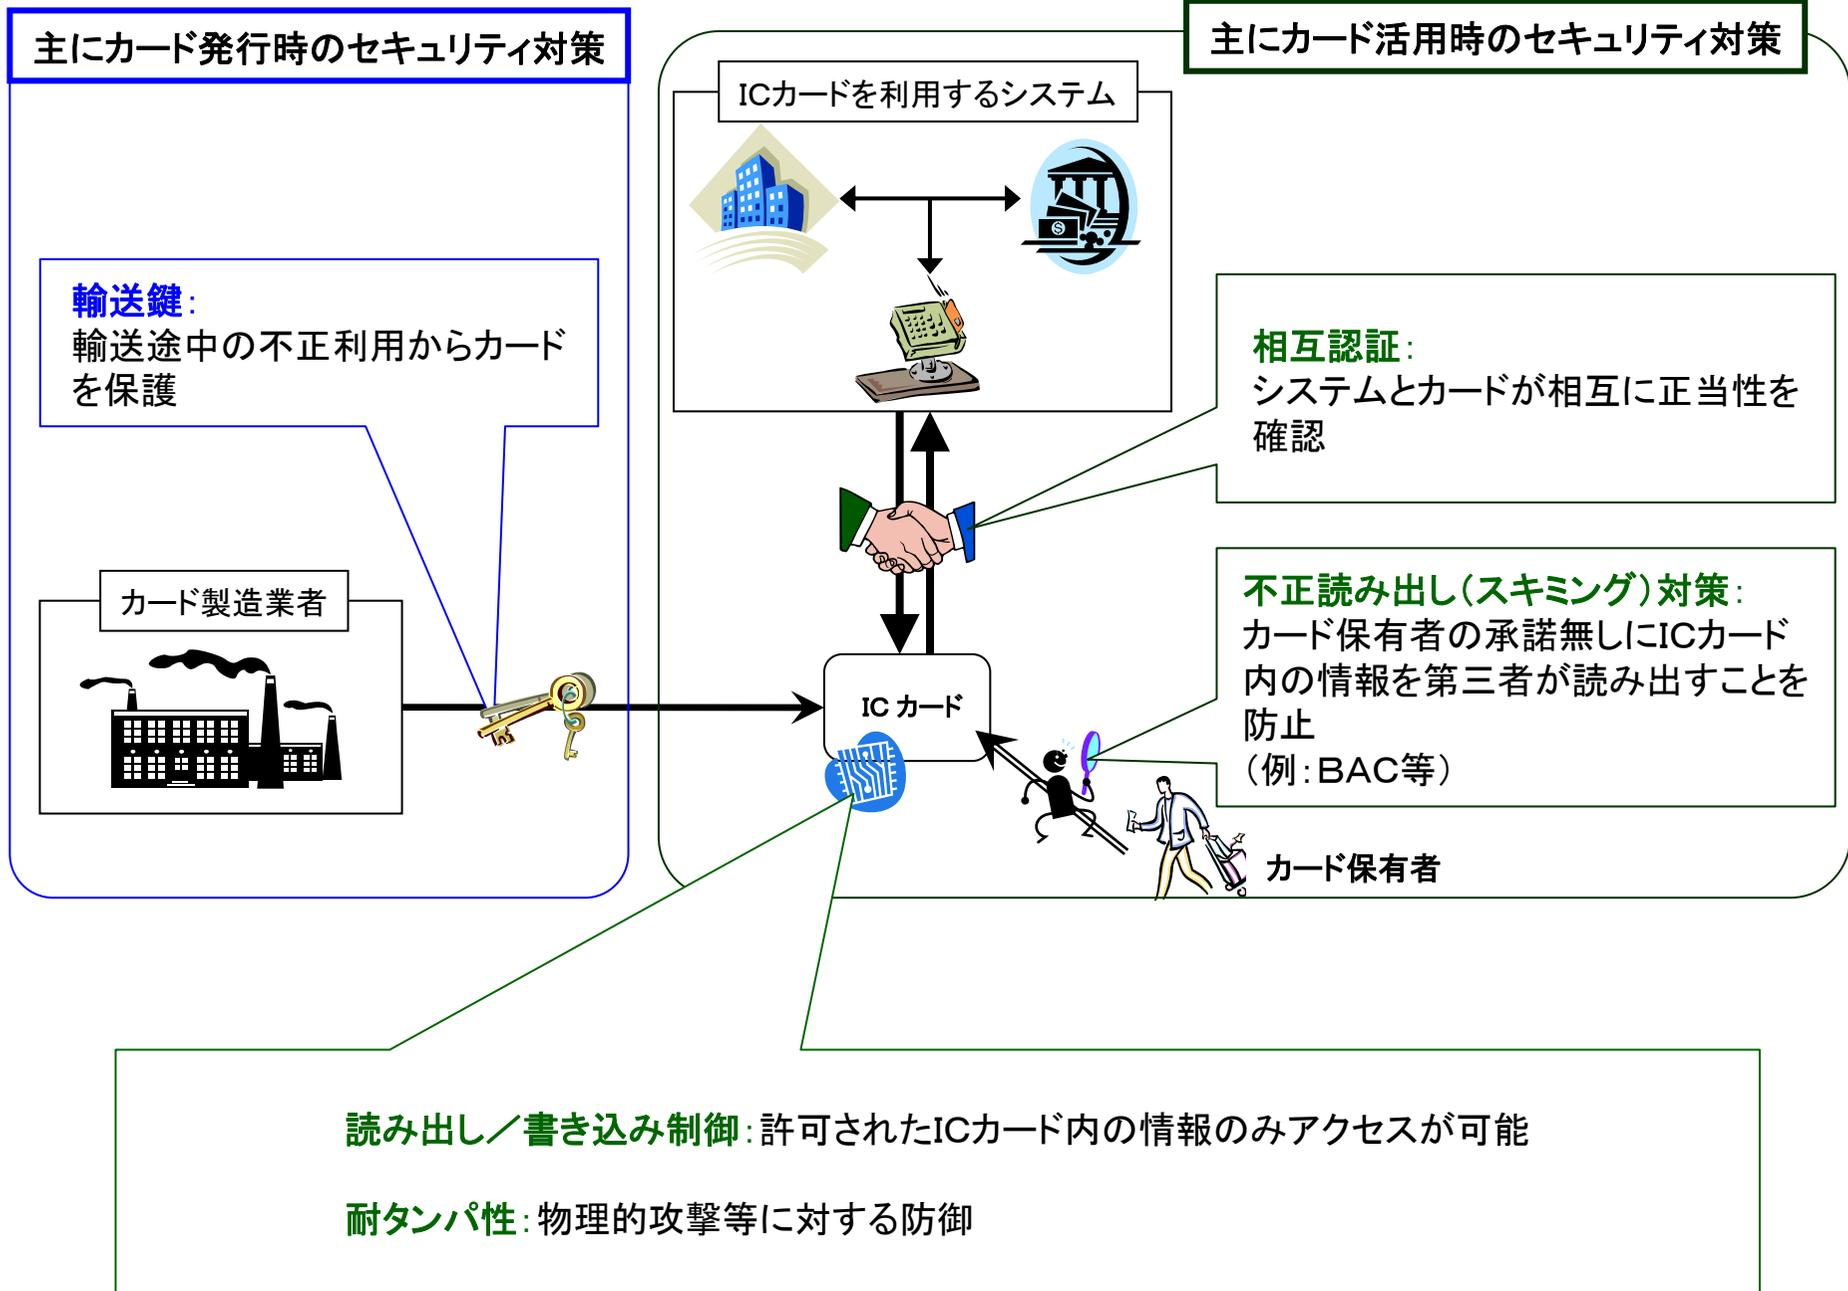 主にカード発行時のセキュリティ対策
主にカード活用時のセキュリティ対策
ICカードを利用するシステム
輸送鍵：
輸送途中の不正利用からカード
を保護
相互認証：
システムとカードが相互に正当性を
確認
カード製造業者
不正読み出し（スキミング）対策：
カード保有者の承諾無しにICカード
内の情報を第三者が読み出すことを
防止
（例：BAC等）
IC カード
カード保有者
読み出し／書き込み制御：許可されたICカード内の情報のみアクセスが可能
耐タンパ性：物理的攻撃等に対する防御